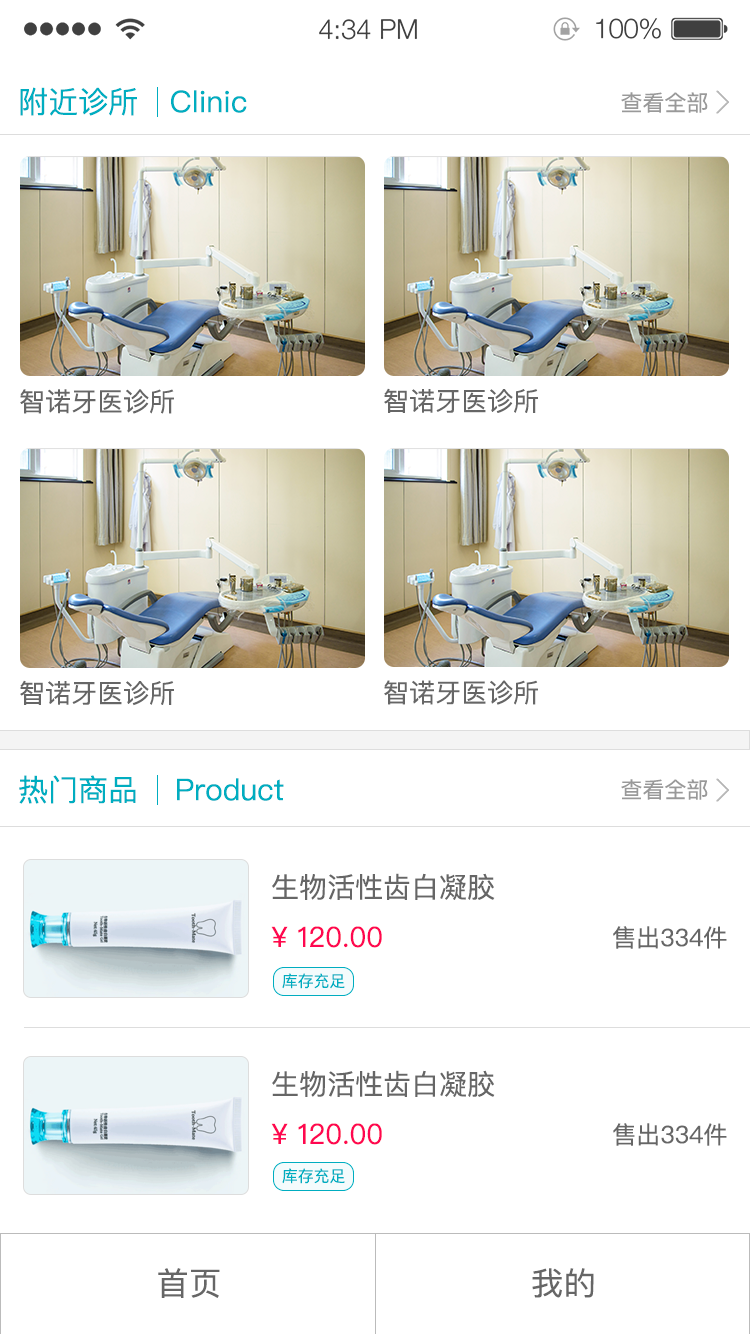 4:34 PM 100%
附近诊所 Clinic 查看全部
智诺牙医诊所 智诺牙医诊所
智诺牙医诊所 智诺牙医诊所
热门商品 Product 查看全部
生物活性齿白凝胶
¥ 120.00 售出334件
库存充足
Tooth Mate
生物活性齿白凝胶
¥ 120.00 售出334件
库存充足
Tooth Mate
首页 我的